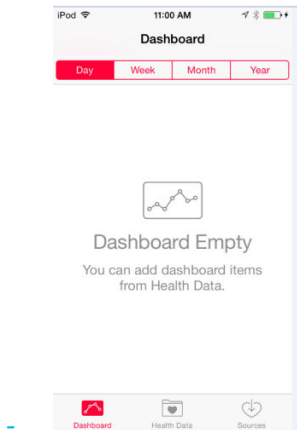 iPod 11:00 AM
Dashboard
Day Week Month Year
Dashboard Empty
You can add dashboard items
from Health Data.
Dashboard Health Data Sources